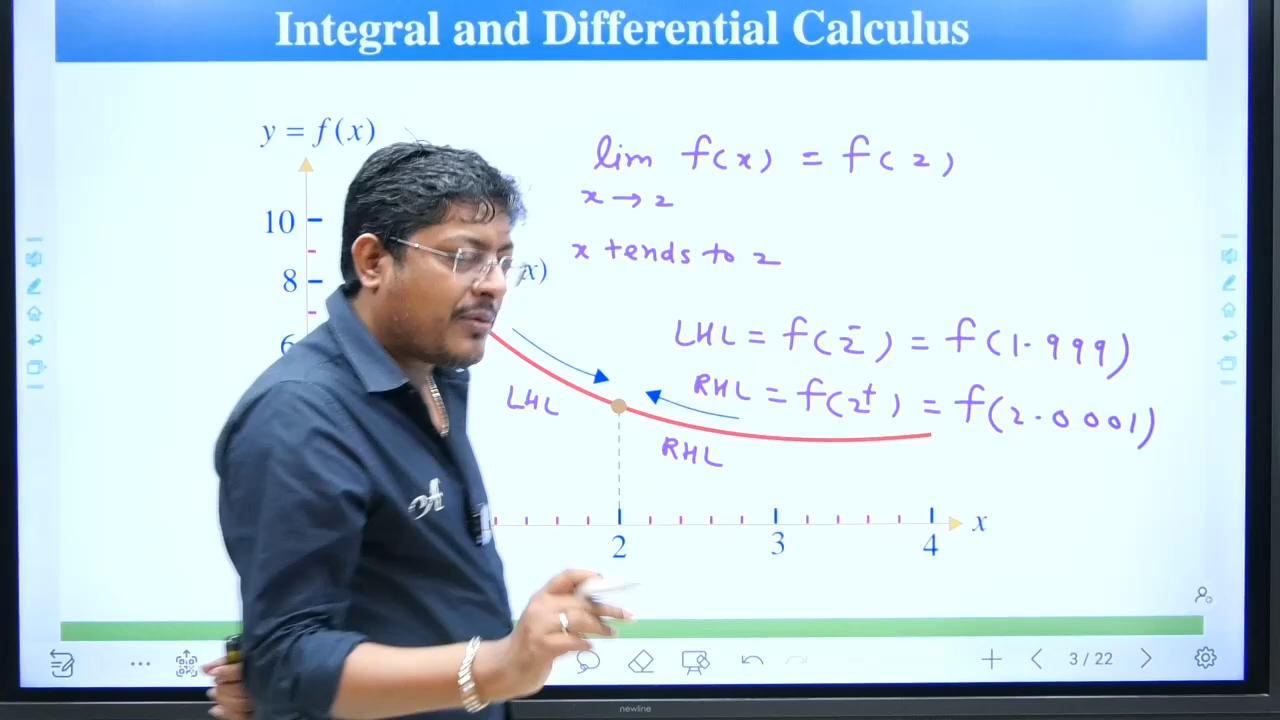 Integral and Differential Calculus
y = f(x)
lim f(x) = f(2)
x → 2
x tends to 2
10
8
6
x)
LHL = f(2⁻) = f(1.999)
RHL = f(2⁺) = f(2.0001)
LHL
RHL
x
2
3
4
3 / 22
newline